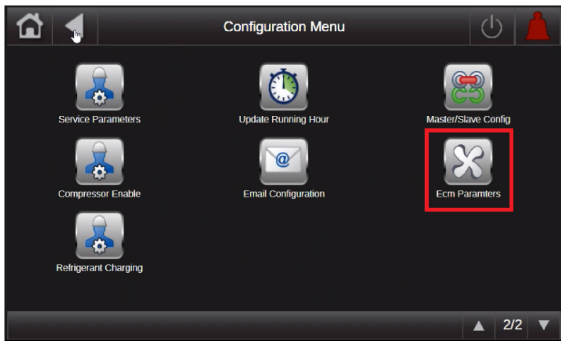 Configuration Menu
Service Parameters
Update Running Hour
Master/Slave Config
Compressor Enable
Email Configuration
Ecm Paramters
Refrigerant Charging
2/2